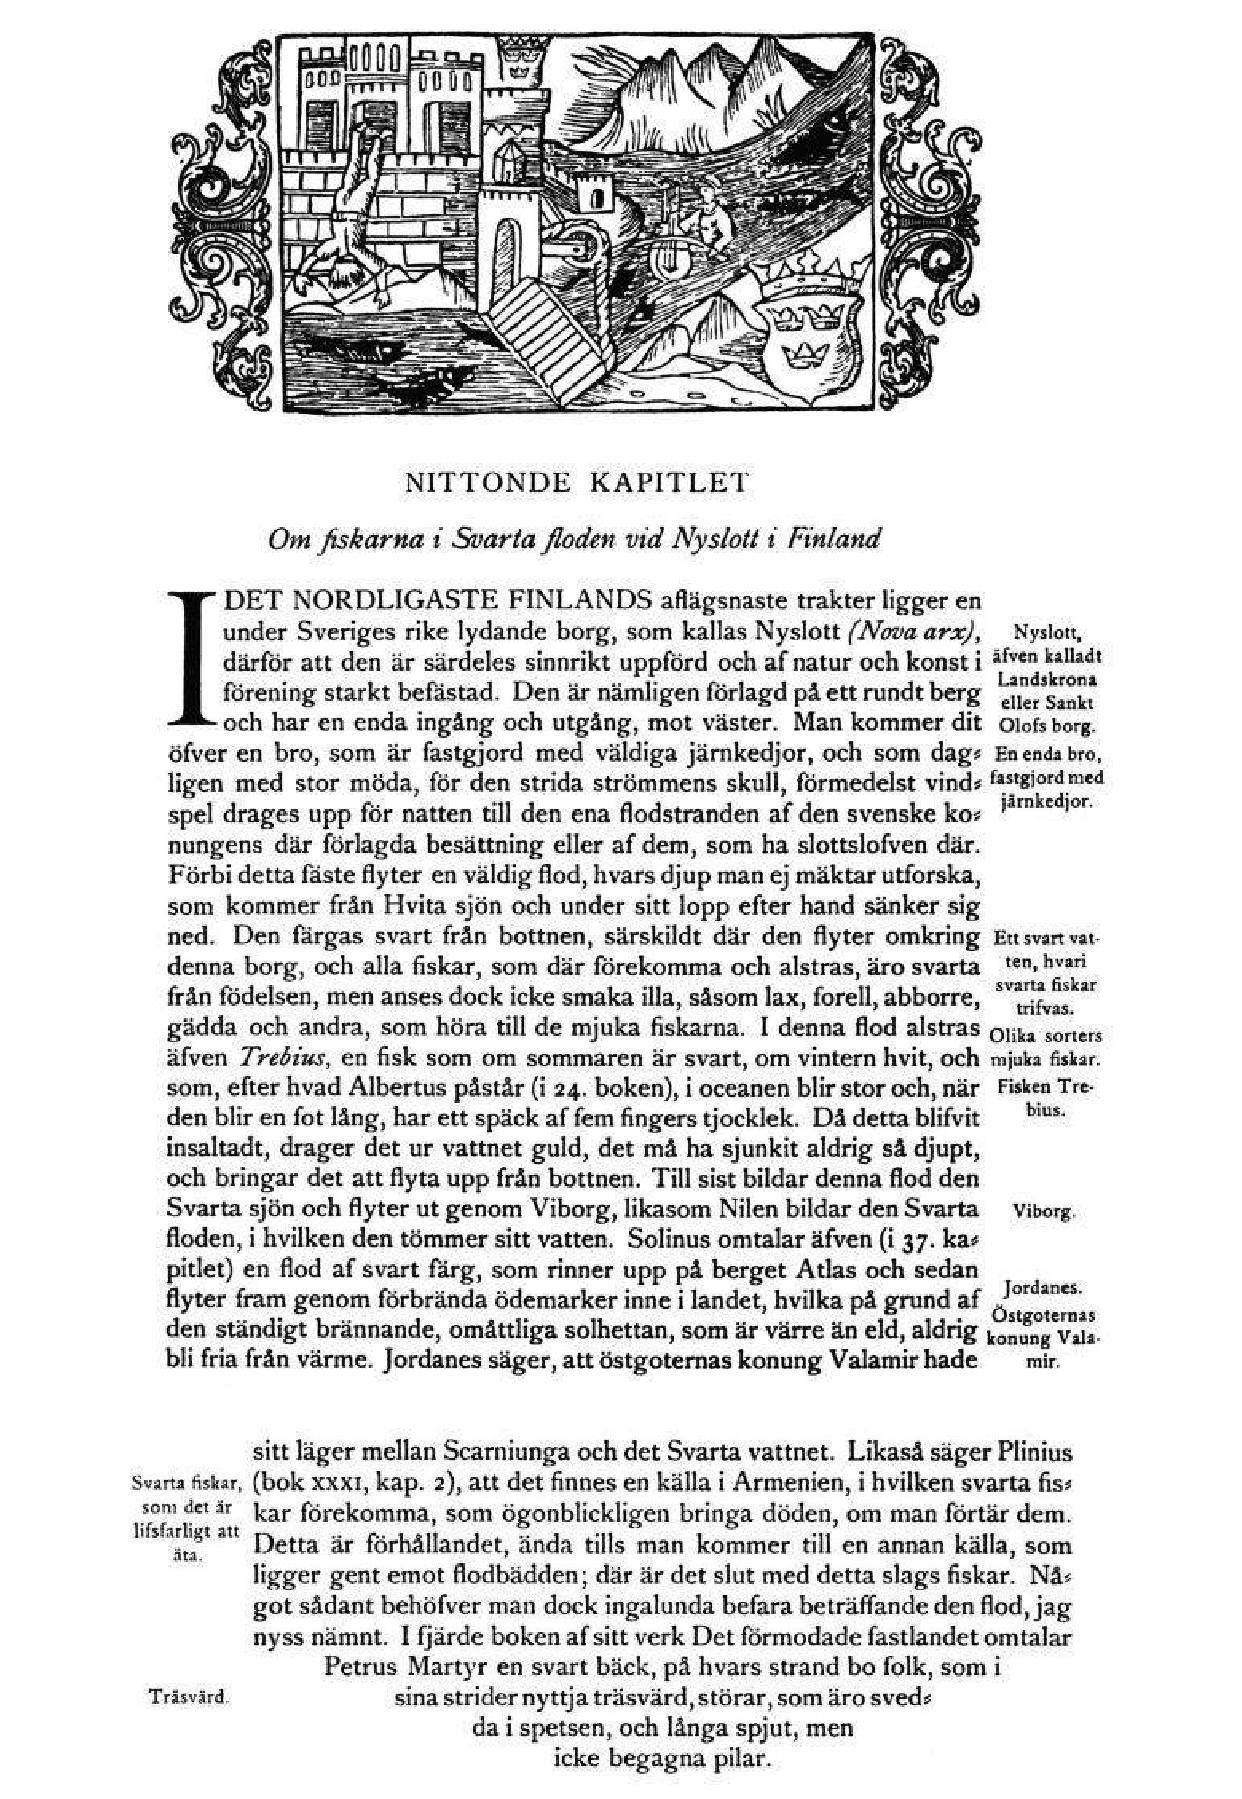 NITTONDE KAPITLET
Om fiskarna i Svarta floden vid Nyslott i Finland
I DET NORDLIGASTE FINLANDS aflägsnaste trakter ligger en
under Sveriges rike lydande borg, som kallas Nyslott (Nova arx),
därför att den är särdeles sinnrikt uppförd och af natur och konst i
förening starkt befästad. Den är nämligen förlagd på ett rundt berg
och har en enda ingång och utgång, mot väster. Man kommer dit
öfver en bro, som är fastgjord med väldiga järnkedjor, och som dag⸗
ligen med stor möda, för den strida strömmens skull, förmedelst vind⸗
spel drages upp för natten till den ena flodstranden af den svenske ko⸗
nungens där förlagda besättning eller af dem, som ha slottslofven där.
Förbi detta fäste flyter en väldig flod, hvars djup man ej mäktar utforska,
som kommer från Hvita sjön och under sitt lopp efter hand sänker sig
ned. Den färgas svart från bottnen, särskildt där den flyter omkring
denna borg, och alla fiskar, som där förekomma och alstras, äro svarta
från födelsen, men anses dock icke smaka illa, såsom lax, forell, abborre,
gädda och andra, som höra till de mjuka fiskarna. I denna flod alstras
äfven Trebius, en fisk som om sommaren är svart, om vintern hvit, och
som, efter hvad Albertus påstår (i 24. boken), i oceanen blir stor och, när
den blir en fot lång, har ett späck af fem fingers tjocklek. Då detta blifvit
insaltadt, drager det ur vattnet guld, det må ha sjunkit aldrig så djupt,
och bringar det att flyta upp från bottnen. Till sist bildar denna flod den
Svarta sjön och flyter ut genom Viborg, likasom Nilen bildar den Svarta
floden, i hvilken den tömmer sitt vatten. Solinus omtalar äfven (i 37. ka⸗
pitlet) en flod af svart färg, som rinner upp på berget Atlas och sedan
flyter fram genom förbrända ödemarker inne i landet, hvilka på grund af
den ständigt brännande, omåttliga solhettan, som är värre än eld, aldrig
bli fria från värme. Jordanes säger, att östgoternas konung Valamir hade
Nyslott,
äfven kalladt
Landskrona
eller Sankt
Olofs borg.
En enda bro,
fastgjord med
järnkedjor.
Ett svart vat-
ten, hvari
svarta fiskar
trifvas.
Olika sorters
mjuka fiskar.
Fisken Tre-
bius.
Viborg.
Jordanes.
Östgoternas
konung Vala-
mir.
sitt läger mellan Scarniunga och det Svarta vattnet. Likaså säger Plinius
(bok XXXI, kap. 2), att det finnes en källa i Armenien, i hvilken svarta fis⸗
kar förekomma, som ögonblickligen bringa döden, om man förtär dem.
Detta är förhållandet, ända tills man kommer till en annan källa, som
ligger gent emot flodbädden; där är det slut med detta slags fiskar. Nå⸗
got sådant behöfver man dock ingalunda befara beträffande den flod, jag
nyss nämnt. I fjärde boken af sitt verk Det förmodade fastlandet omtalar
Petrus Martyr en svart bäck, på hvars strand bo folk, som i
sina strider nyttja träsvärd, störar, som äro sved⸗
da i spetsen, och långa spjut, men
icke begagna pilar.
Svarta fiskar,
som det är
lifsfarligt att
äta.
Träsvärd.